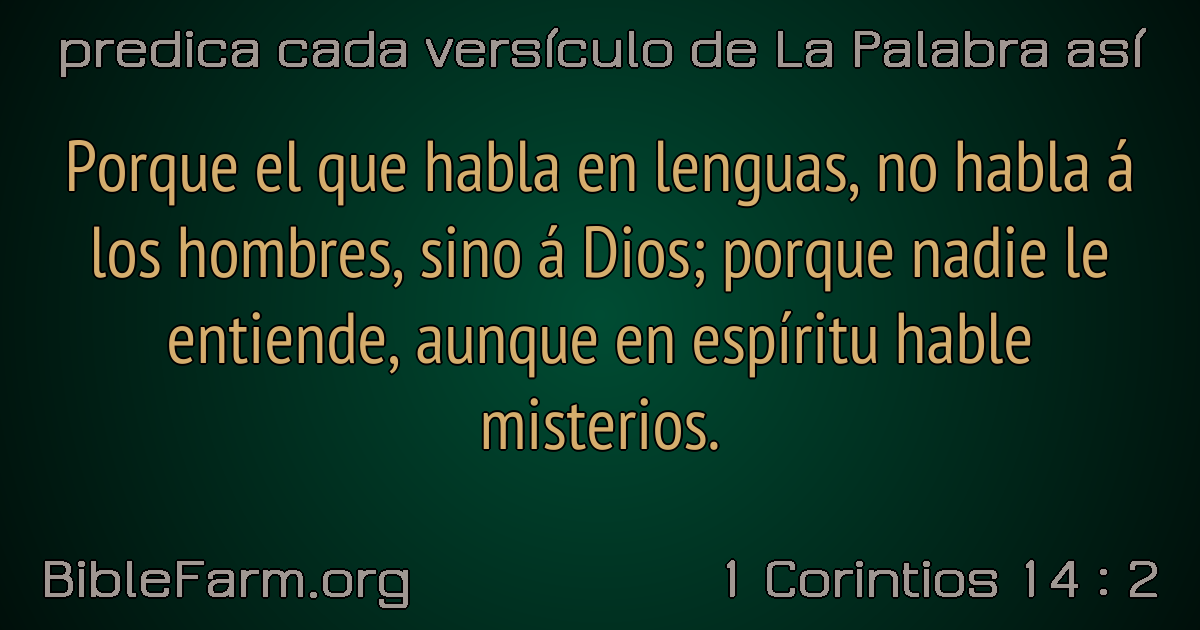 predica cada versículo de La Palabra así
Porque el que habla en lenguas, no habla á
los hombres, sino á Dios; porque nadie le
entiende, aunque en espíritu hable
misterios.
BibleFarm.org
1 Corintios 14 : 2